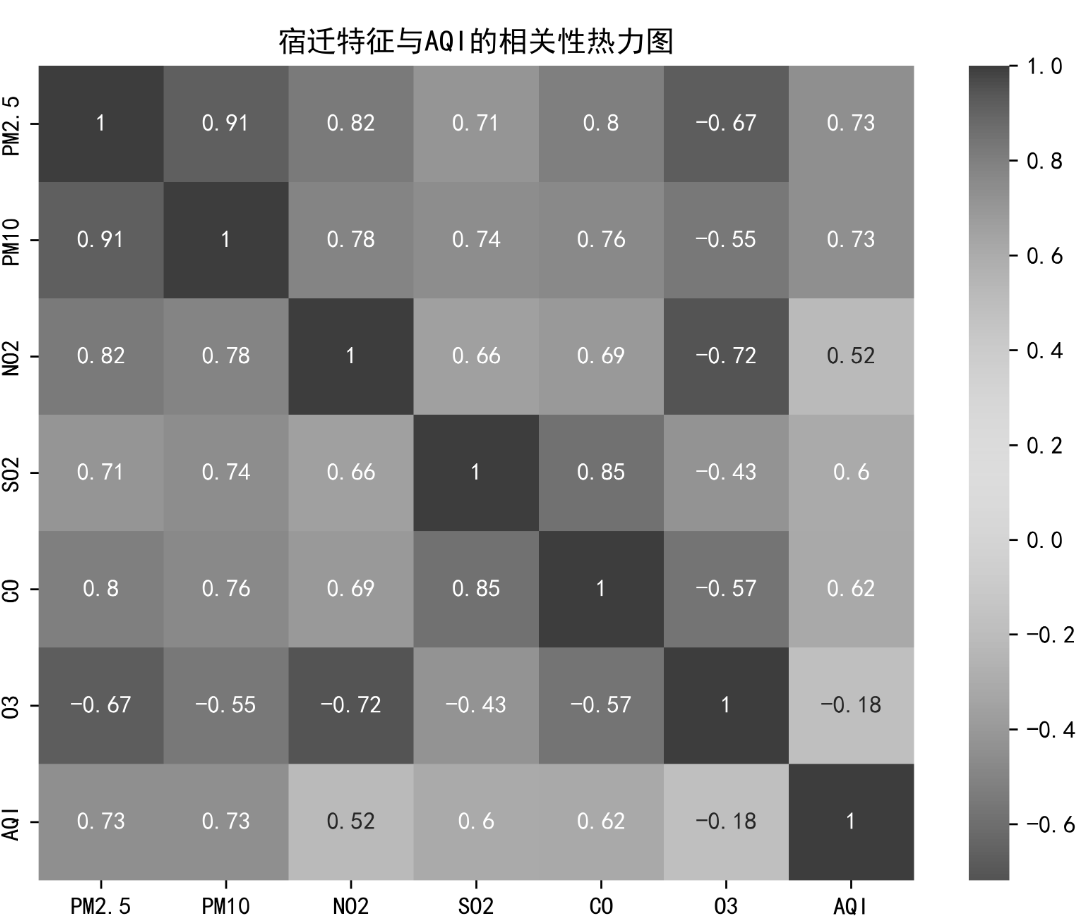 宿迁特征与AQI的相关性热力图
PM2.5 1 0.91 0.82 0.71 0.8 −0.67 0.73
PM10 0.91 1 0.78 0.74 0.76 −0.55 0.73
NO2 0.82 0.78 1 0.66 0.69 −0.72 0.52
SO2 0.71 0.74 0.66 1 0.85 −0.43 0.6
CO 0.8 0.76 0.69 0.85 1 −0.57 0.62
O3 −0.67 −0.55 −0.72 −0.43 −0.57 1 −0.18
AQI 0.73 0.73 0.52 0.6 0.62 −0.18 1
PM2.5 PM10 NO2 SO2 CO O3 AQI
1.0
0.8
0.6
0.4
0.2
0.0
−0.2
−0.4
−0.6